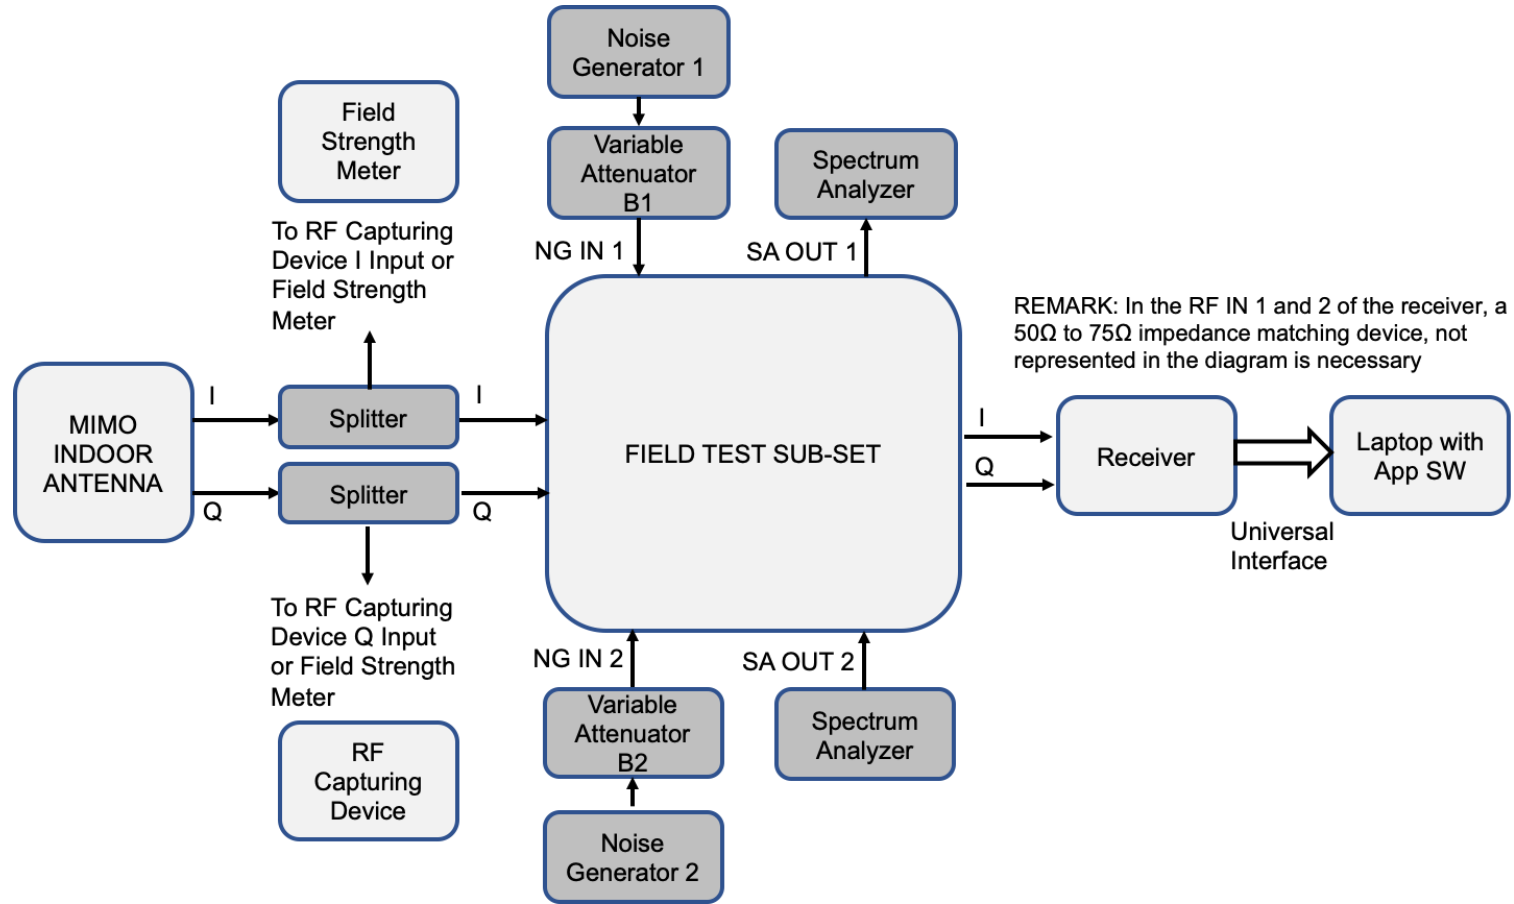 Noise
Generator 1
Field
Strength
Meter
Variable
Attenuator
B1
Spectrum
Analyzer
To RF Capturing
Device I Input or
Field Strength
Meter
NG IN 1
SA OUT 1
REMARK: In the RF IN 1 and 2 of the receiver, a
50Ω to 75Ω impedance matching device, not
represented in the diagram is necessary
MIMO
INDOOR
ANTENNA
I
Splitter
I
Q
Splitter
Q
FIELD TEST SUB-SET
I
Q
Receiver
Laptop with
App SW
Universal
Interface
To RF Capturing
Device Q Input
or Field Strength
Meter
NG IN 2
SA OUT 2
Variable
Attenuator
B2
Spectrum
Analyzer
RF
Capturing
Device
Noise
Generator 2